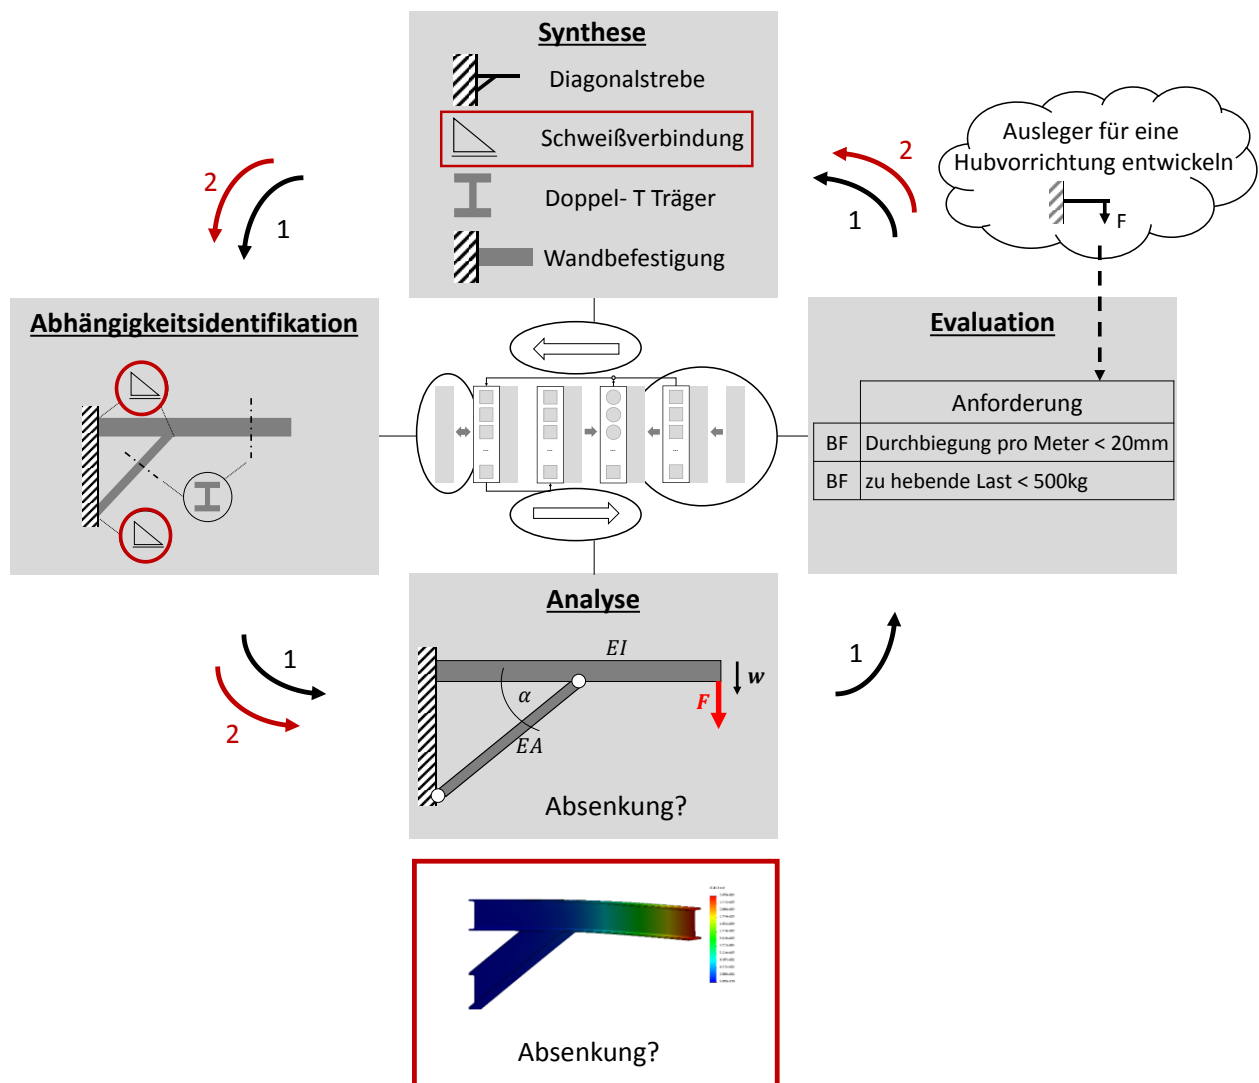 Synthese
Diagonalstrebe
Schweißverbindung
Doppel- T Träger
Wandbefestigung
Ausleger für eine
Hubvorrichtung entwickeln
F
2
1
2
1
Abhängigkeitsidentifikation
Evaluation
Anforderung
BF Durchbiegung pro Meter < 20mm
BF zu hebende Last < 500kg
...
...
...
...
1
2
1
Analyse
EI
w
α
F
EA
Absenkung?
Absenkung?